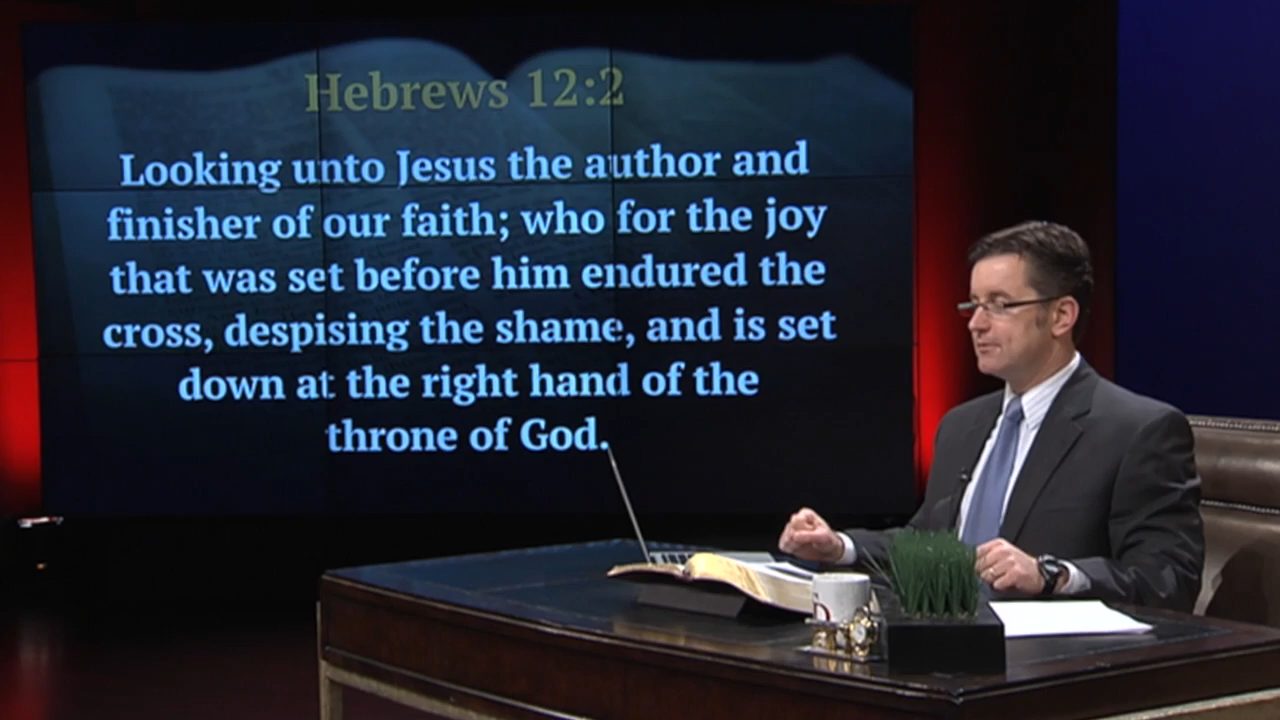 Hebrews 12:2
Looking unto Jesus the author and
finisher of our faith; who for the joy
that was set before him endured the
cross, despising the shame, and is set
down at the right hand of the
throne of God.